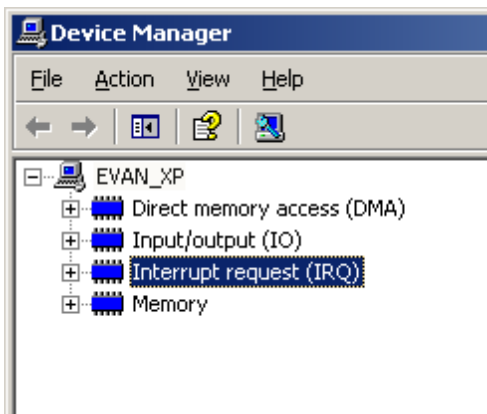 Device Manager
File Action View Help
EVAN_XP
Direct memory access (DMA)
Input/output (IO)
Interrupt request (IRQ)
Memory